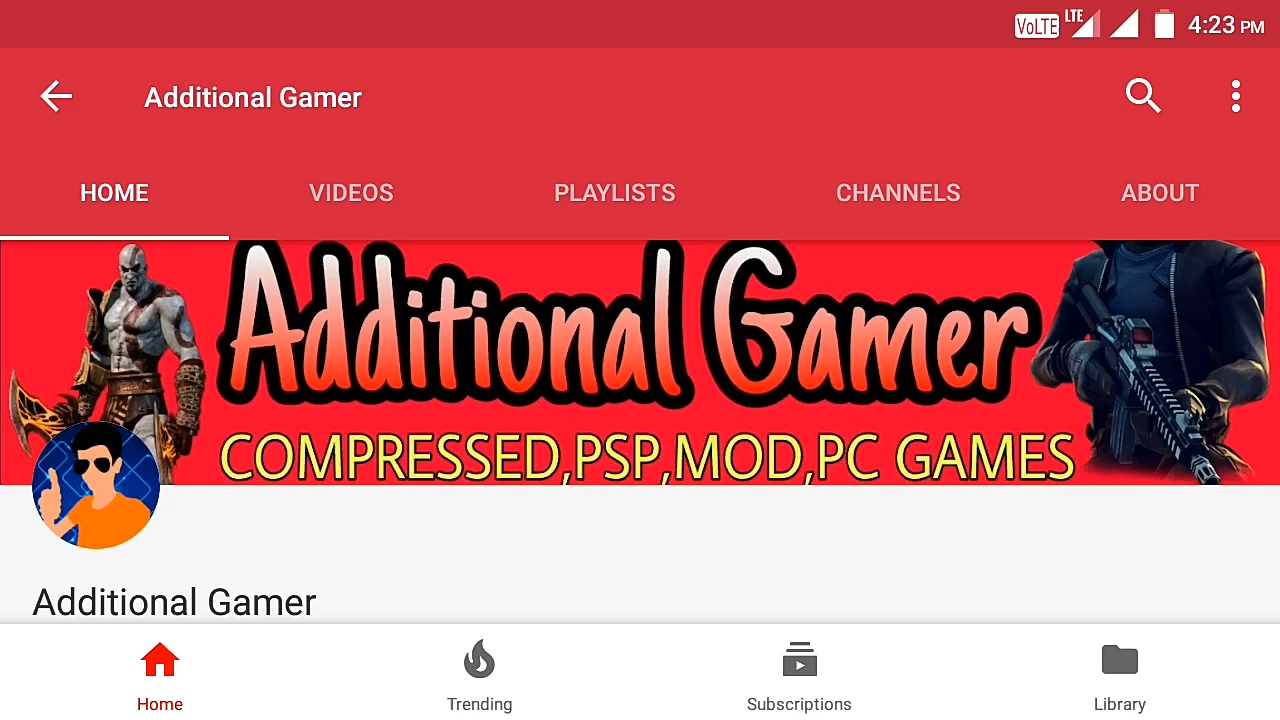 VoLTE LTE 4:23 PM
Additional Gamer
HOME VIDEOS PLAYLISTS CHANNELS ABOUT
Additional Gamer
COMPRESSED,PSP,MOD,PC GAMES
Additional Gamer
Home Trending Subscriptions Library